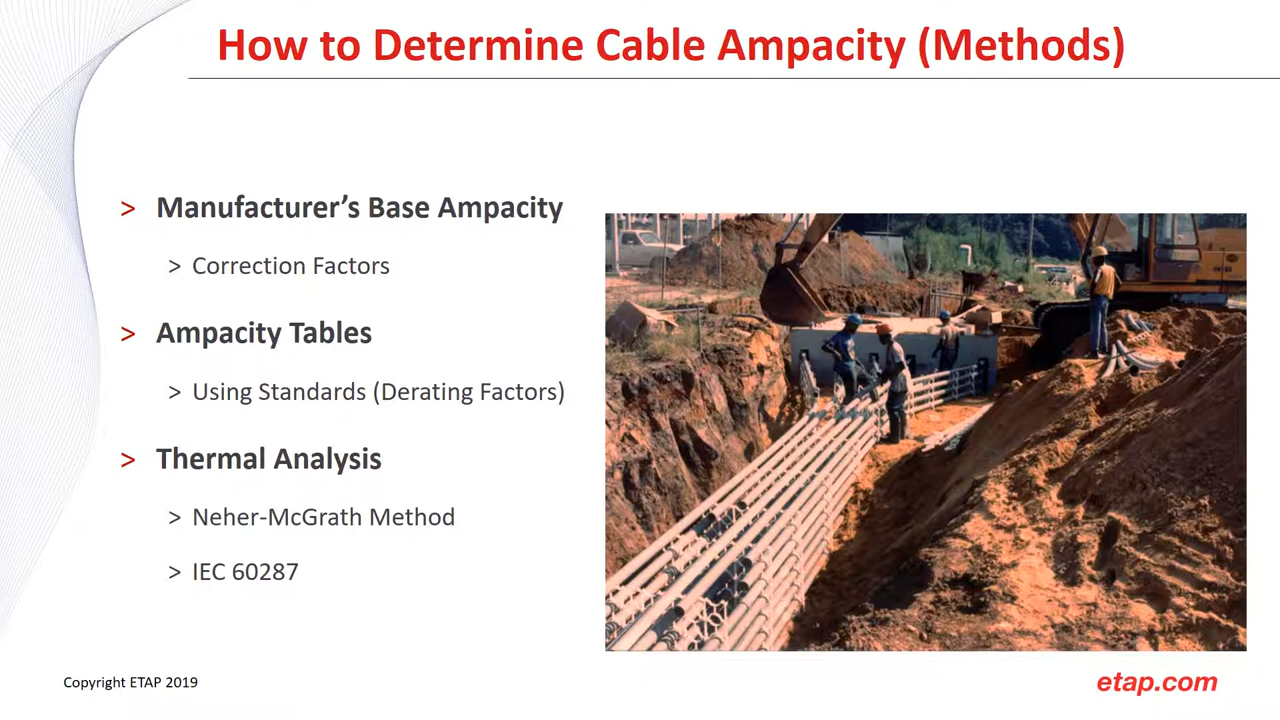 How to Determine Cable Ampacity (Methods)
> Manufacturer’s Base Ampacity
> Correction Factors
> Ampacity Tables
> Using Standards (Derating Factors)
> Thermal Analysis
> Neher-McGrath Method
> IEC 60287
Copyright ETAP 2019
etap.com